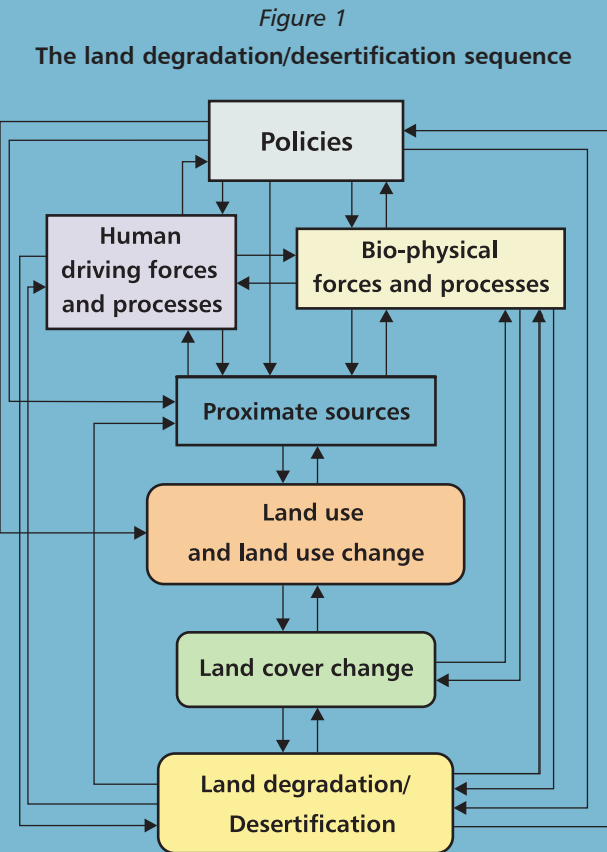 Figure 1
The land degradation/desertification sequence
Policies
Human
driving forces
and processes
Bio-physical
forces and processes
Proximate sources
Land use
and land use change
Land cover change
Land degradation/
Desertification